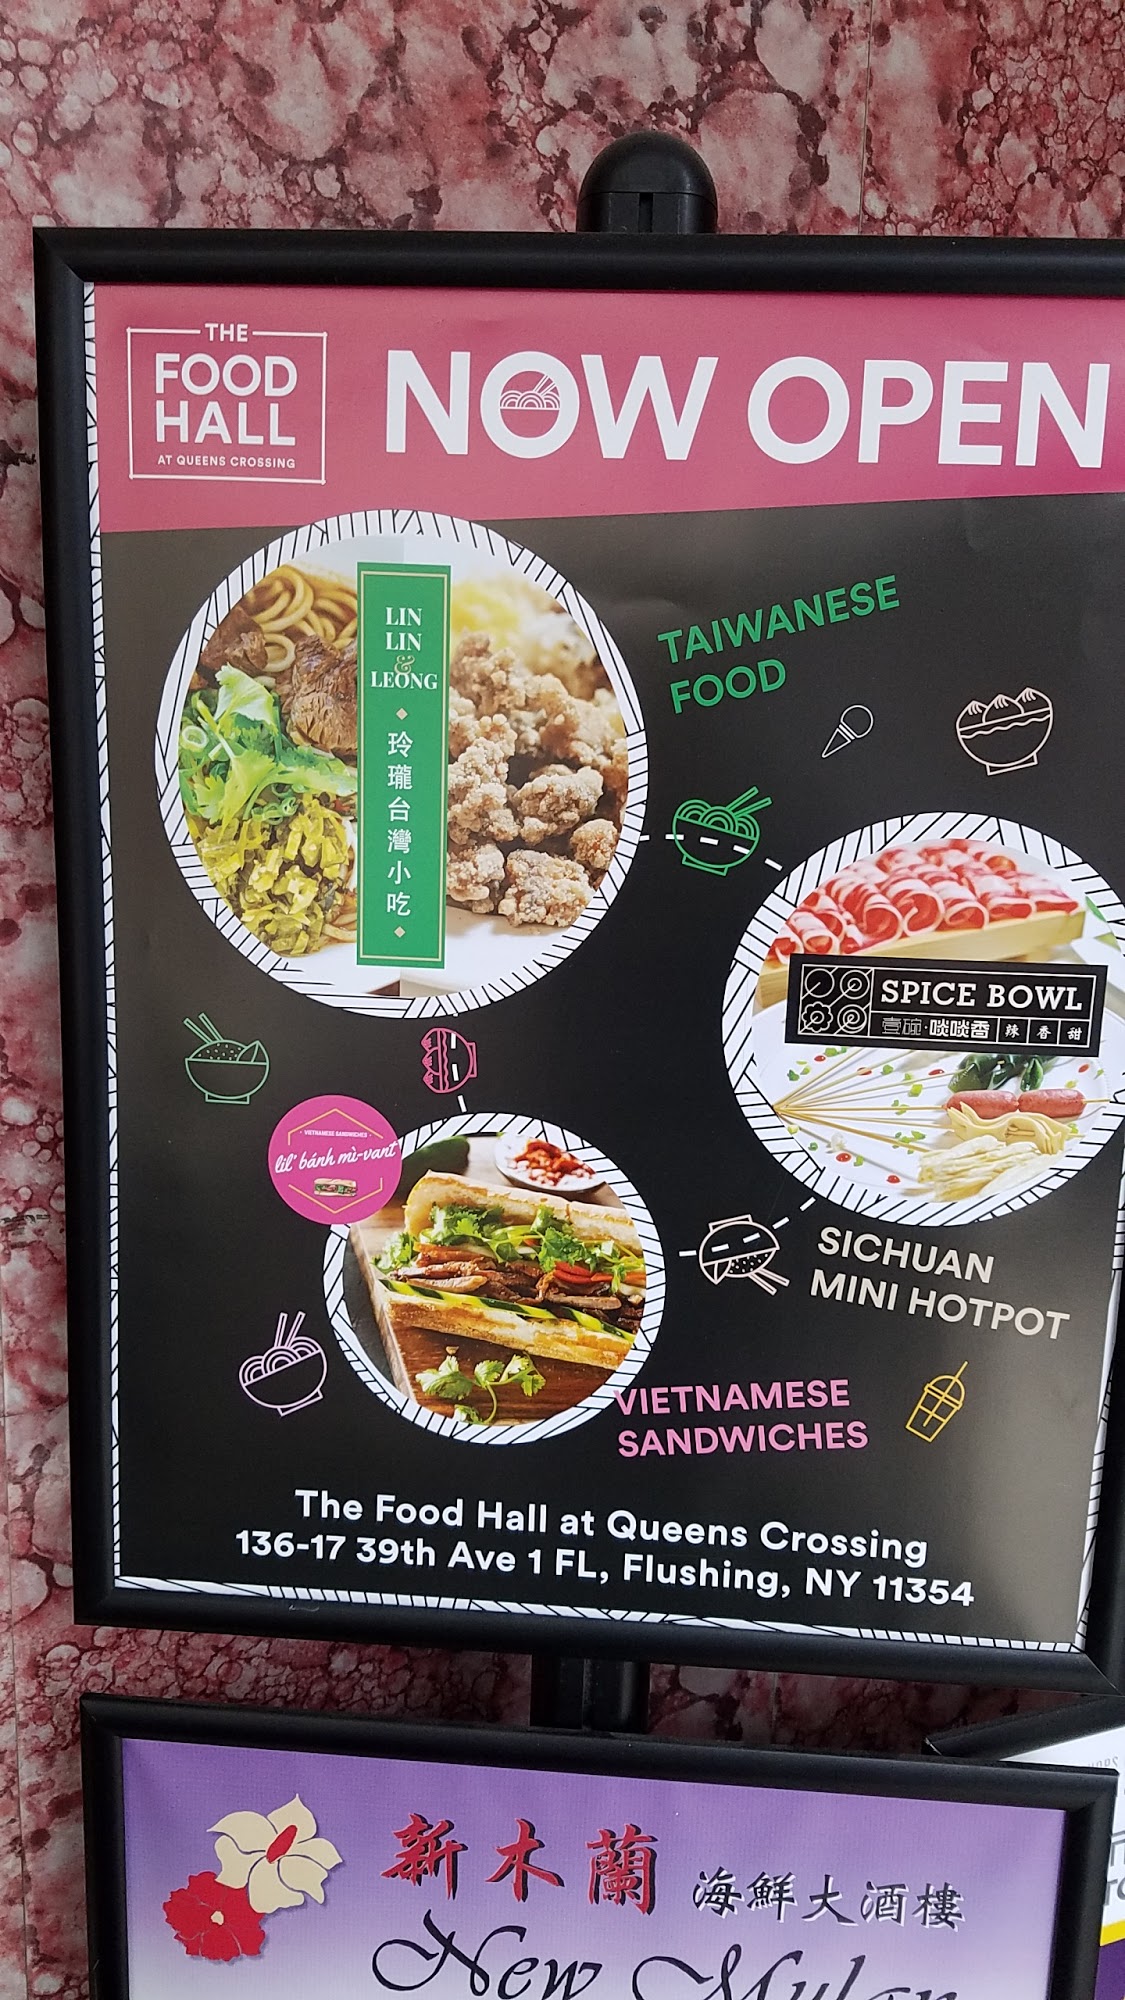 THE
FOOD
HALL
AT QUEENS CROSSING
NOW OPEN
LIN
LIN
&
LEONG
玲瓏台灣小吃
TAIWANESE
FOOD
SPICE BOWL
壹碗·啖啖香 辣 香 甜
VIETNAMESE SANDWICHES
lil' bánh mì-vant
SICHUAN
MINI HOTPOT
VIETNAMESE
SANDWICHES
The Food Hall at Queens Crossing
136-17 39th Ave 1 FL, Flushing, NY 11354
新木蘭 海鮮大酒樓
New Mulan